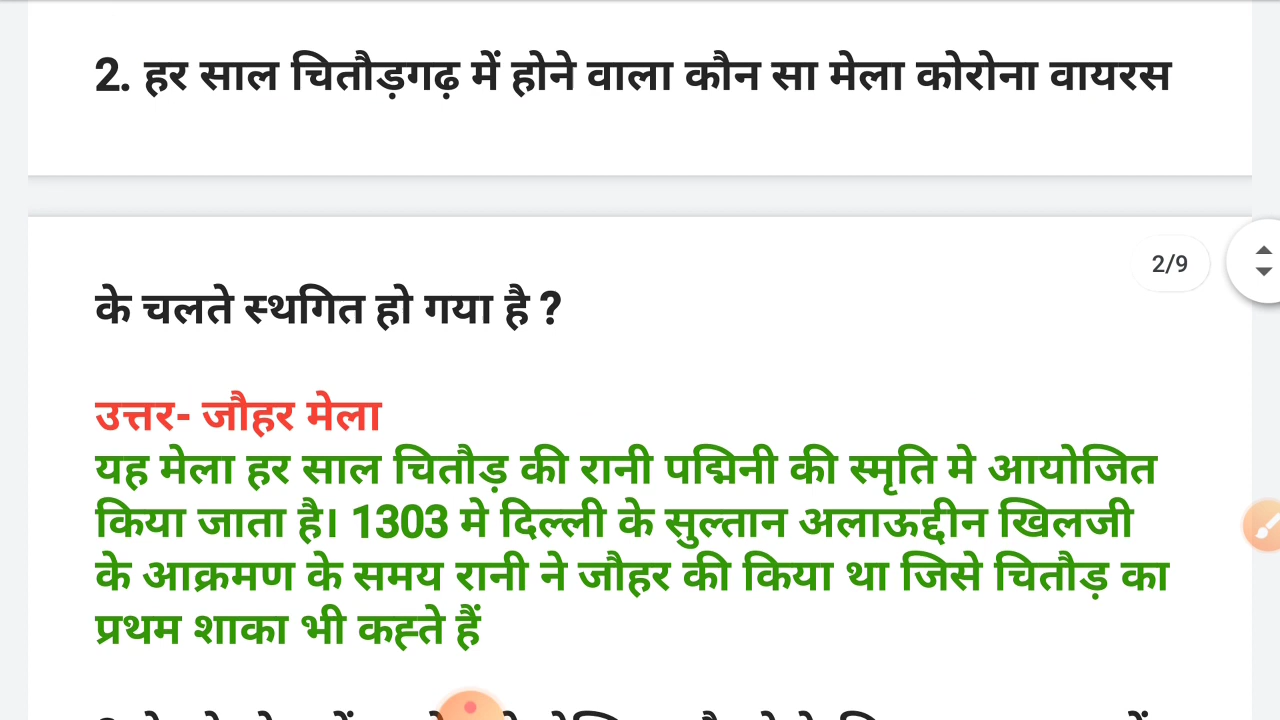 2. हर साल चितौड़गढ़ में होने वाला कौन सा मेला कोरोना वायरस
2/9
के चलते स्थगित हो गया है ?
उत्तर- जौहर मेला
यह मेला हर साल चितौड़ की रानी पद्मिनी की स्मृति मे आयोजित
किया जाता है। 1303 मे दिल्ली के सुल्तान अलाऊद्दीन खिलजी
के आक्रमण के समय रानी ने जौहर की किया था जिसे चितौड़ का
प्रथम शाका भी कह्ते हैं